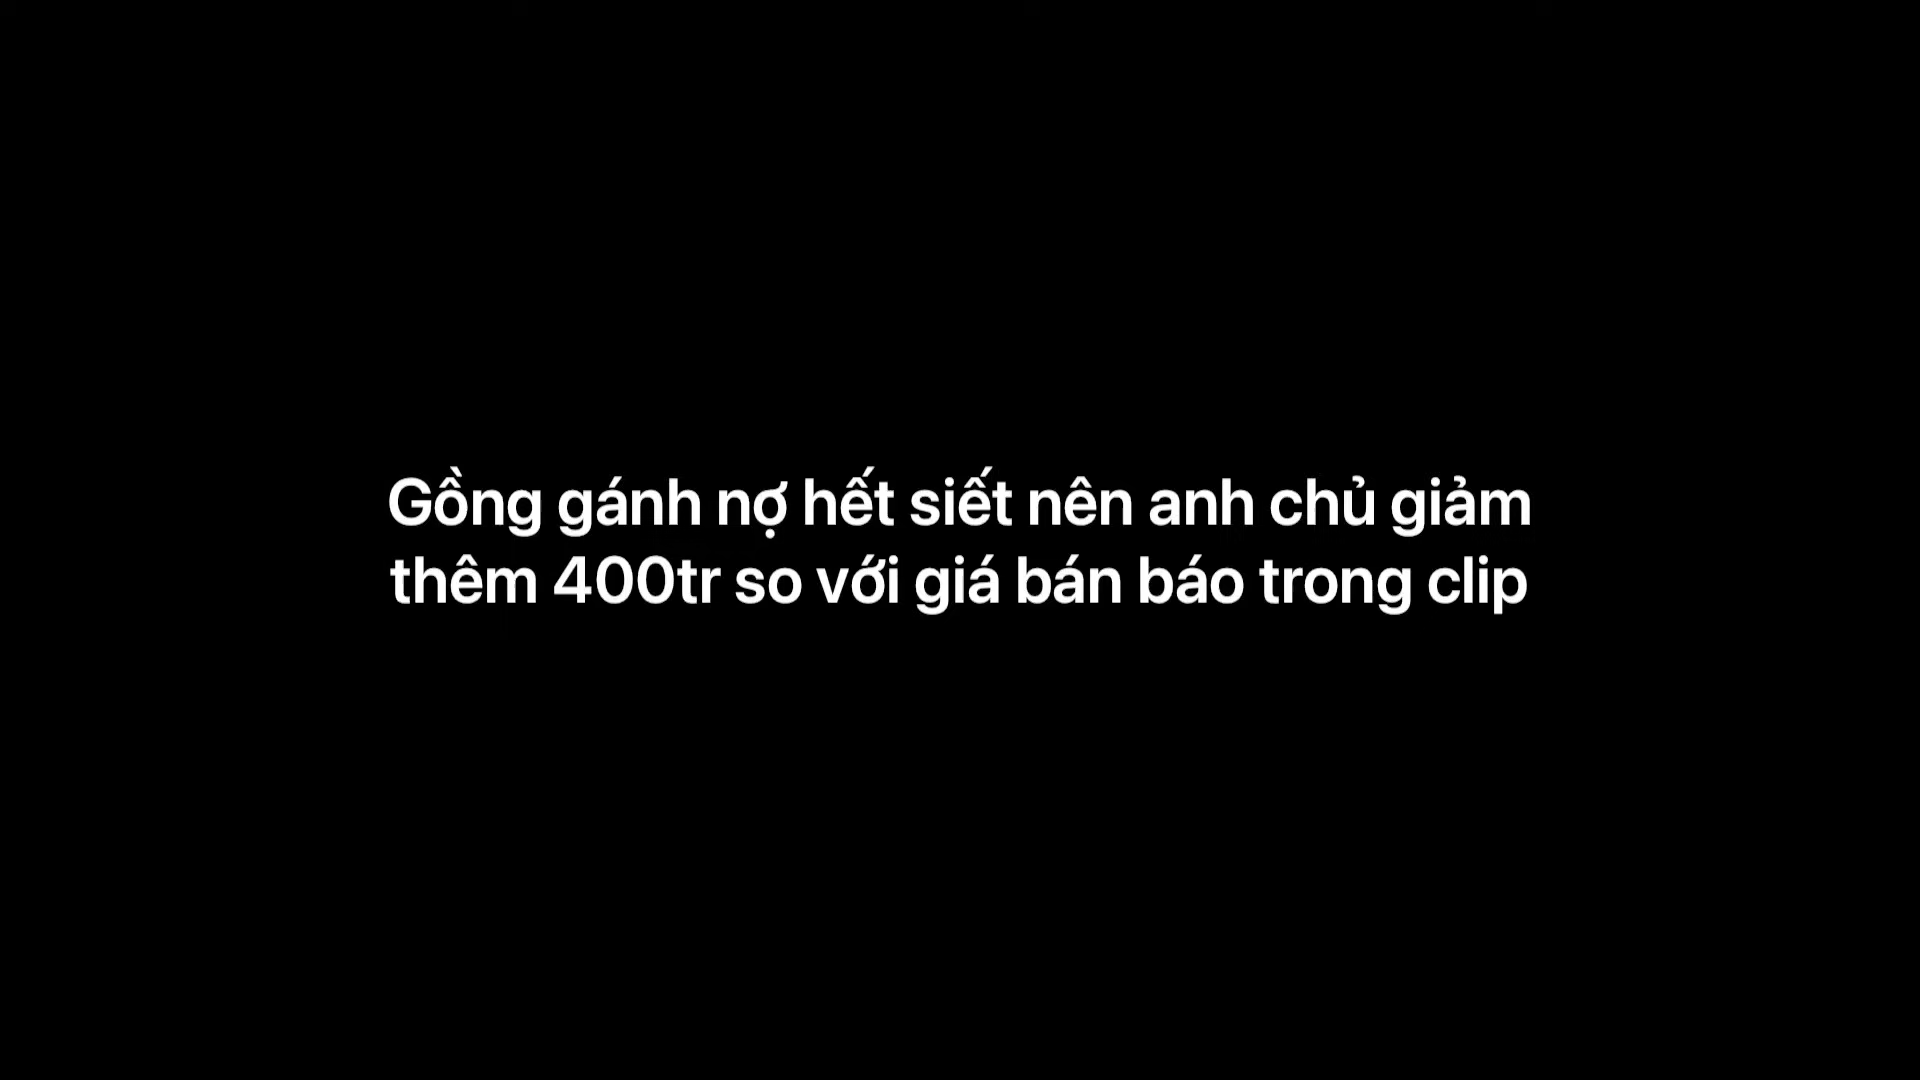 Gồng gánh nợ hết siết nên anh chủ giảm
thêm 400tr so với giá bán báo trong clip